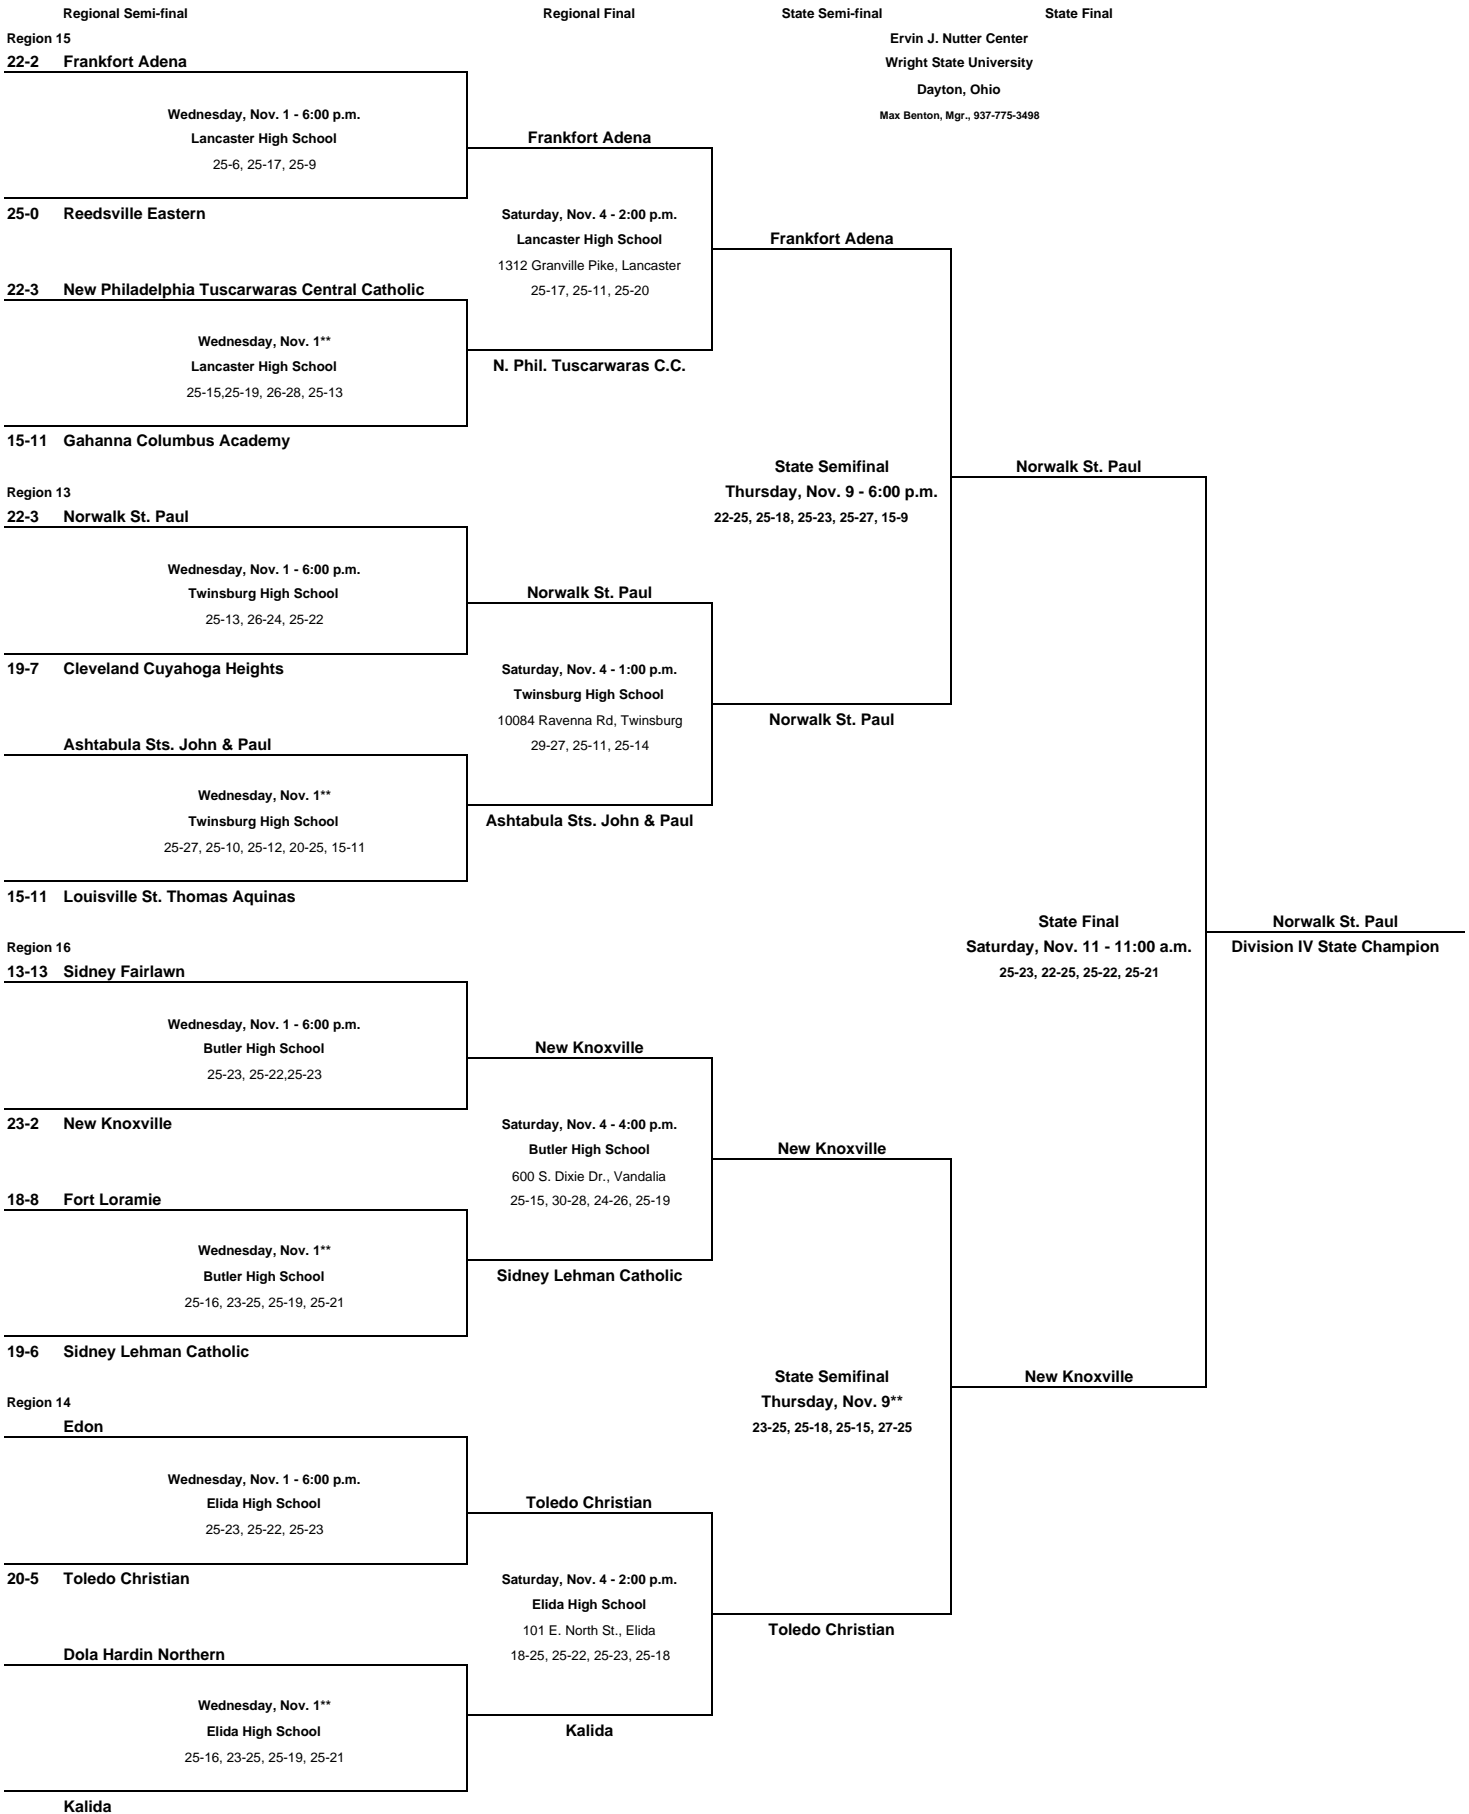 Regional Semi-final
Regional Final
State Semi-final
State Final
Region 15
Ervin J. Nutter Center
22-2 Frankfort Adena
Wright State University
Dayton, Ohio
Wednesday, Nov. 1 - 6:00 p.m.
Max Benton, Mgr., 937-775-3498
Lancaster High School
Frankfort Adena
25-6, 25-17, 25-9
25-0 Reedsville Eastern
Saturday, Nov. 4 - 2:00 p.m.
Lancaster High School
Frankfort Adena
1312 Granville Pike, Lancaster
22-3 New Philadelphia Tuscarwaras Central Catholic
25-17, 25-11, 25-20
Wednesday, Nov. 1**
Lancaster High School
N. Phil. Tuscarwaras C.C.
25-15,25-19, 26-28, 25-13
15-11 Gahanna Columbus Academy
State Semifinal
Norwalk St. Paul
Region 13
Thursday, Nov. 9 - 6:00 p.m.
22-3 Norwalk St. Paul
22-25, 25-18, 25-23, 25-27, 15-9
Wednesday, Nov. 1 - 6:00 p.m.
Twinsburg High School
Norwalk St. Paul
25-13, 26-24, 25-22
19-7 Cleveland Cuyahoga Heights
Saturday, Nov. 4 - 1:00 p.m.
Twinsburg High School
10084 Ravenna Rd, Twinsburg
Norwalk St. Paul
Ashtabula Sts. John & Paul
29-27, 25-11, 25-14
Wednesday, Nov. 1**
Twinsburg High School
Ashtabula Sts. John & Paul
25-27, 25-10, 25-12, 20-25, 15-11
15-11 Louisville St. Thomas Aquinas
State Final
Norwalk St. Paul
Region 16
Saturday, Nov. 11 - 11:00 a.m.
Division IV State Champion
13-13 Sidney Fairlawn
25-23, 22-25, 25-22, 25-21
Wednesday, Nov. 1 - 6:00 p.m.
Butler High School
New Knoxville
25-23, 25-22,25-23
23-2 New Knoxville
Saturday, Nov. 4 - 4:00 p.m.
Butler High School
New Knoxville
600 S. Dixie Dr., Vandalia
18-8 Fort Loramie
25-15, 30-28, 24-26, 25-19
Wednesday, Nov. 1**
Butler High School
Sidney Lehman Catholic
25-16, 23-25, 25-19, 25-21
19-6 Sidney Lehman Catholic
State Semifinal
New Knoxville
Region 14
Thursday, Nov. 9**
Edon
23-25, 25-18, 25-15, 27-25
Wednesday, Nov. 1 - 6:00 p.m.
Elida High School
Toledo Christian
25-23, 25-22, 25-23
20-5 Toledo Christian
Saturday, Nov. 4 - 2:00 p.m.
Elida High School
101 E. North St., Elida
Toledo Christian
Dola Hardin Northern
18-25, 25-22, 25-23, 25-18
Wednesday, Nov. 1**
Elida High School
Kalida
25-16, 23-25, 25-19, 25-21
Kalida